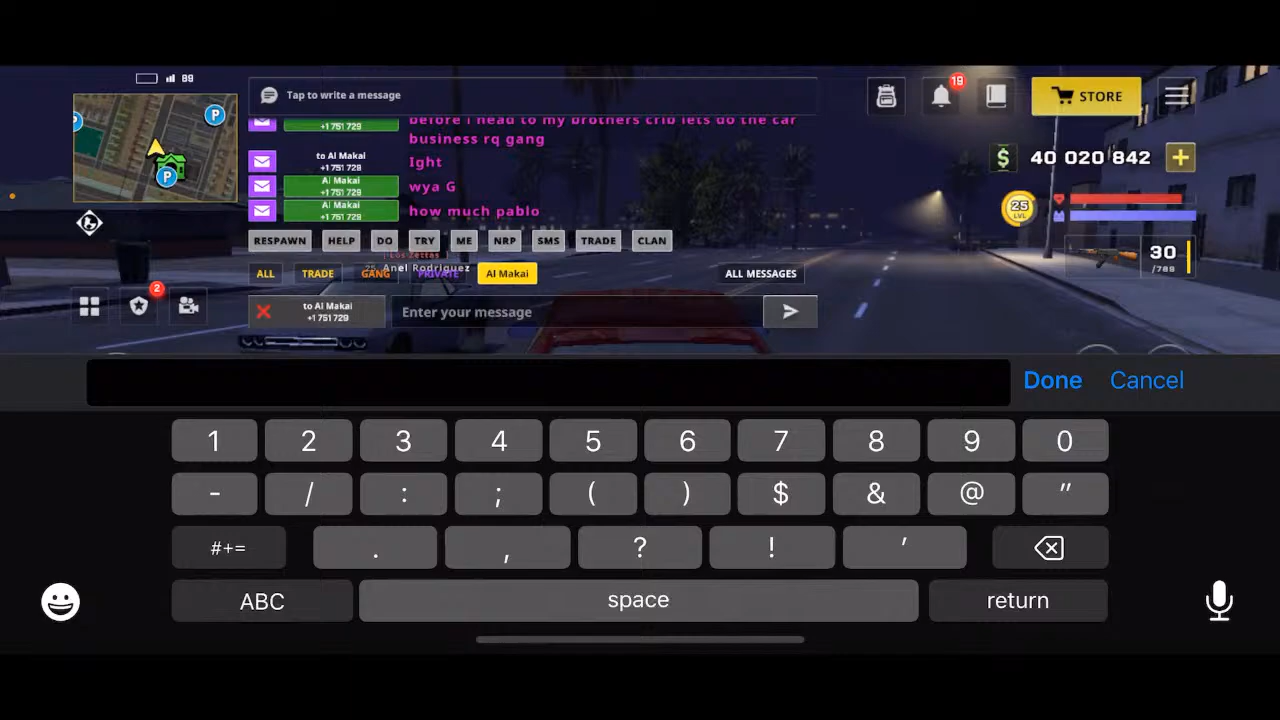 89
Tap to write a message
STORE
before i head to my brothers crib lets do the car
+1 751 729
business rq gang
to Al Makai
+1 751 729
Ight
Al Makai
+1 751 729
wya G
Al Makai
+1 751 729
how much pablo
$ 40 020 842 +
25
LVL
30
/789
P
P
P
19
2
RESPAWN HELP DO TRY ME NRP SMS TRADE CLAN
Los Zettas
Anel Rodriguez
ALL TRADE GANG PRIVATE Al Makai ALL MESSAGES
to Al Makai
+1 751 729
Enter your message
Done Cancel
1 2 3 4 5 6 7 8 9 0
- / : ; ( ) $ & @ "
#+= . , ? ! '
ABC space return